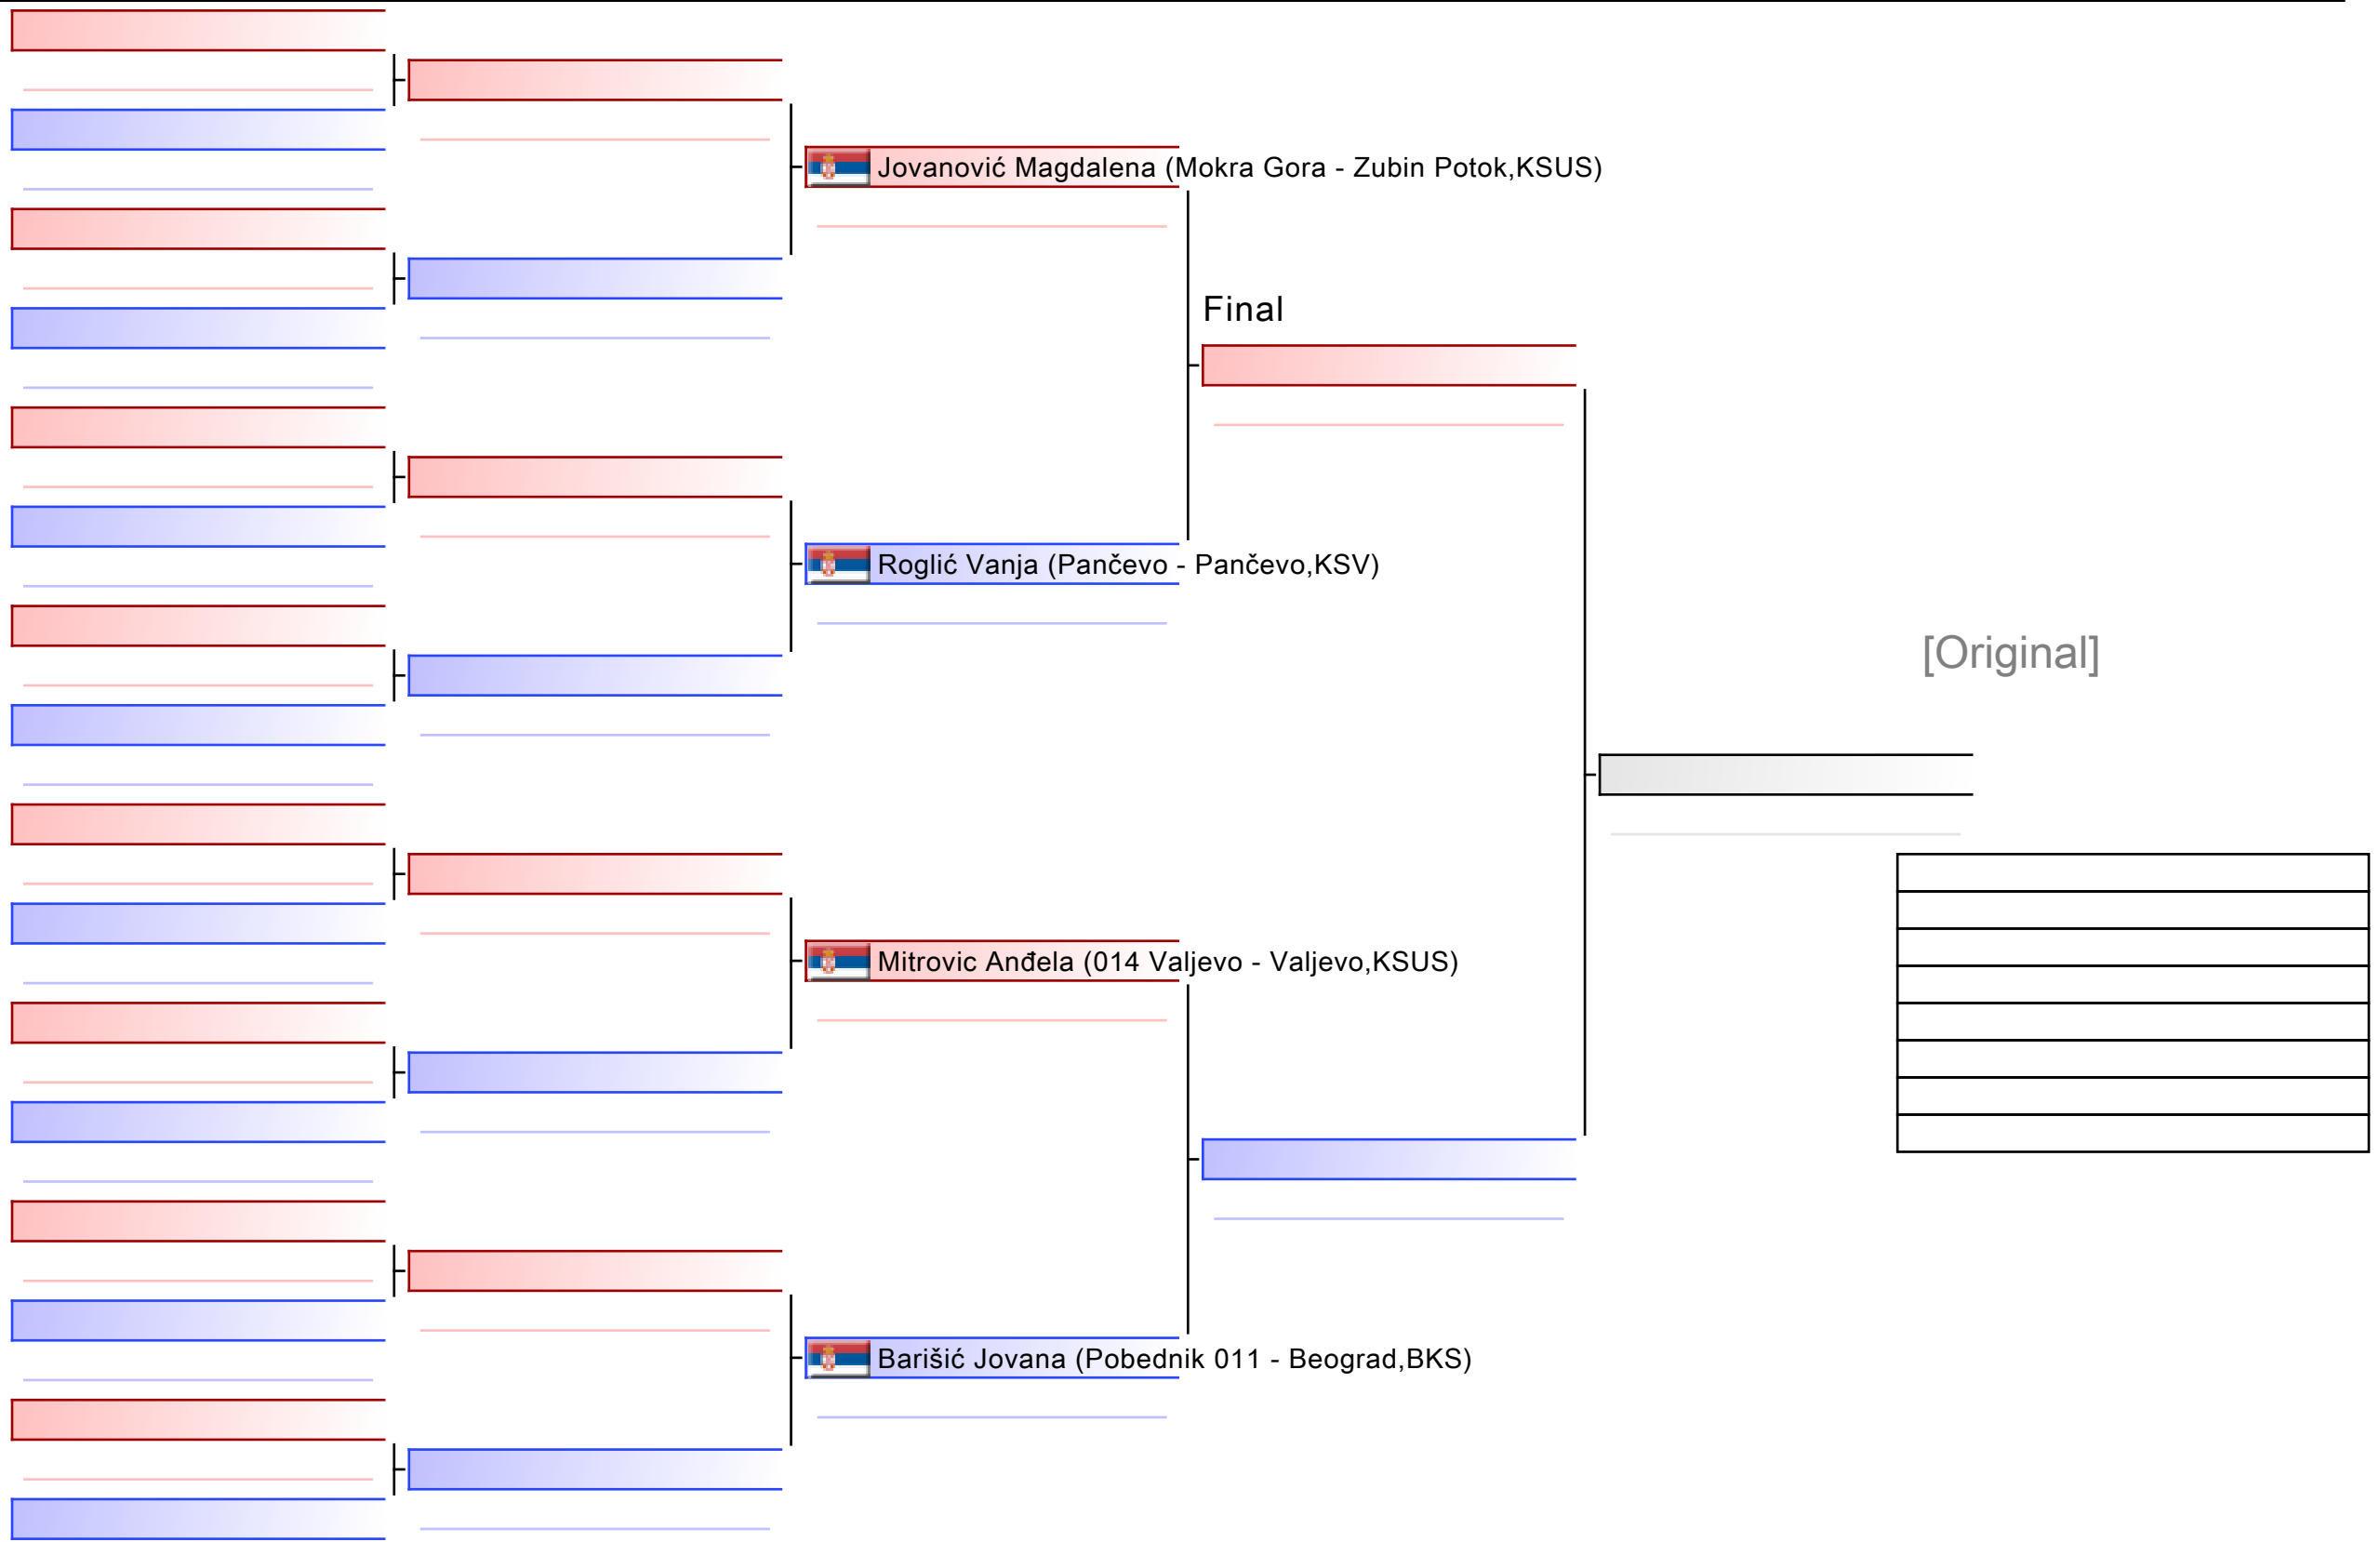 Jovanović Magdalena (Mokra Gora - Zubin Potok,KSUS)
Final
Roglić Vanja (Pančevo - Pančevo,KSV)
[Original]
Mitrovic Anđela (014 Valjevo - Valjevo,KSUS)
Barišić Jovana (Pobednik 011 - Beograd,BKS)